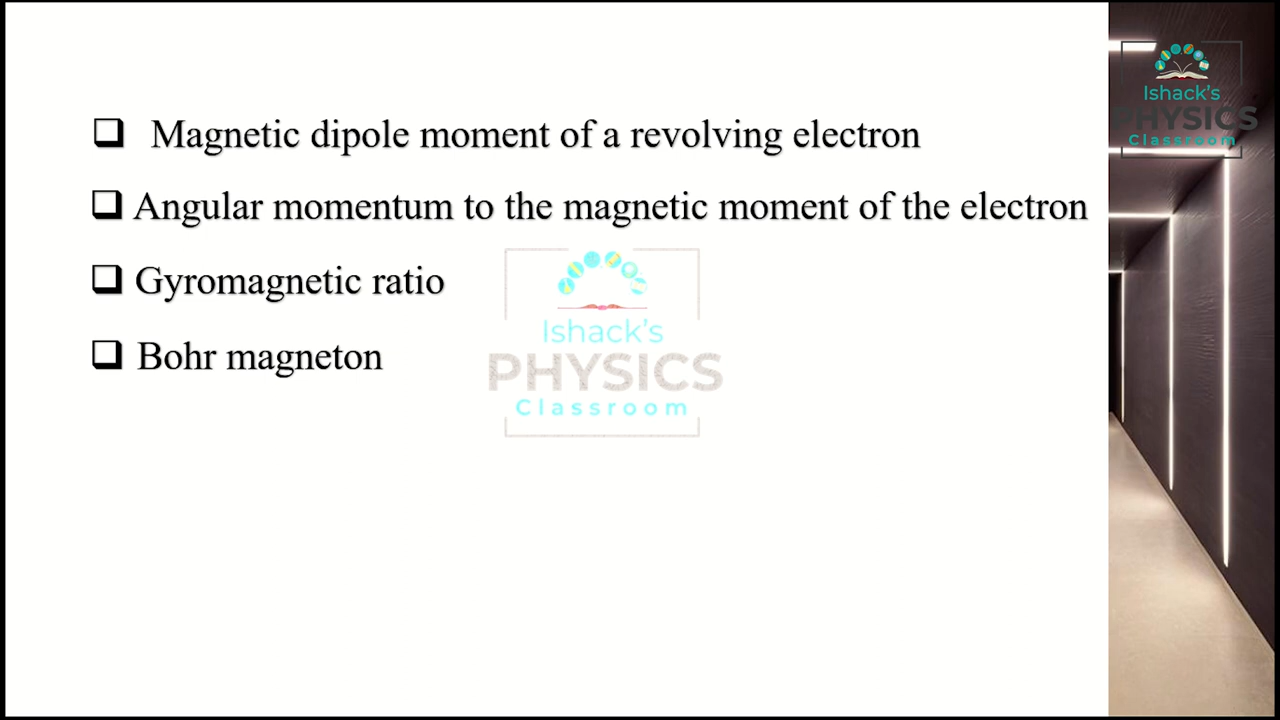 Magnetic dipole moment of a revolving electron
Angular momentum to the magnetic moment of the electron
Gyromagnetic ratio
Bohr magneton
Ishack's
PHYSICS
Classroom
Ishack's
PHYSICS
Classroom